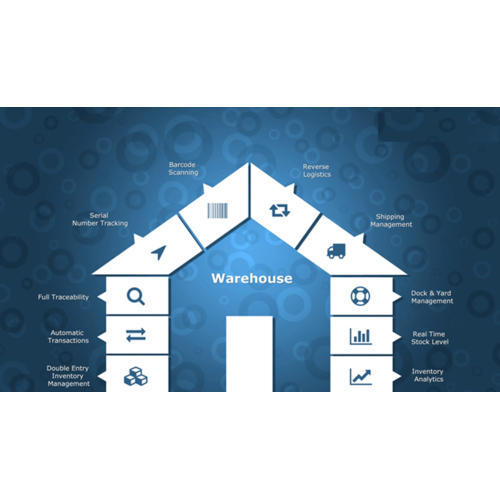 Barcode
Scanning
Reverse
Logistics
Serial
Number Tracking
Shipping
Management
Warehouse
Full Traceability
Dock & Yard
Management
Automatic
Transactions
Real Time
Stock Level
Double Entry
Inventory
Management
Inventory
Analytics